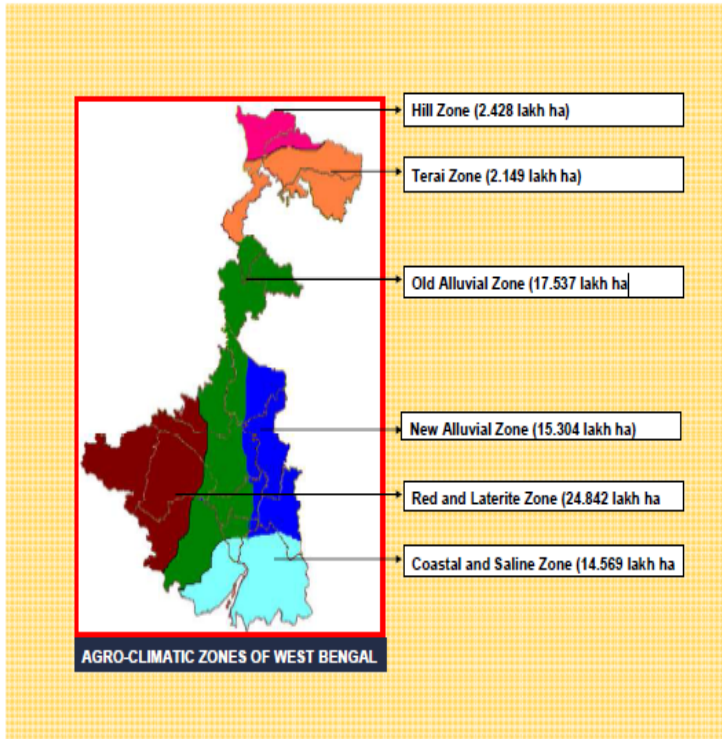 Hill Zone (2.428 lakh ha)
Terai Zone (2.149 lakh ha)
Old Alluvial Zone (17.537 lakh ha
New Alluvial Zone (15.304 lakh ha)
Red and Laterite Zone (24.842 lakh ha
Coastal and Saline Zone (14.569 lakh ha
AGRO-CLIMATIC ZONES OF WEST BENGAL